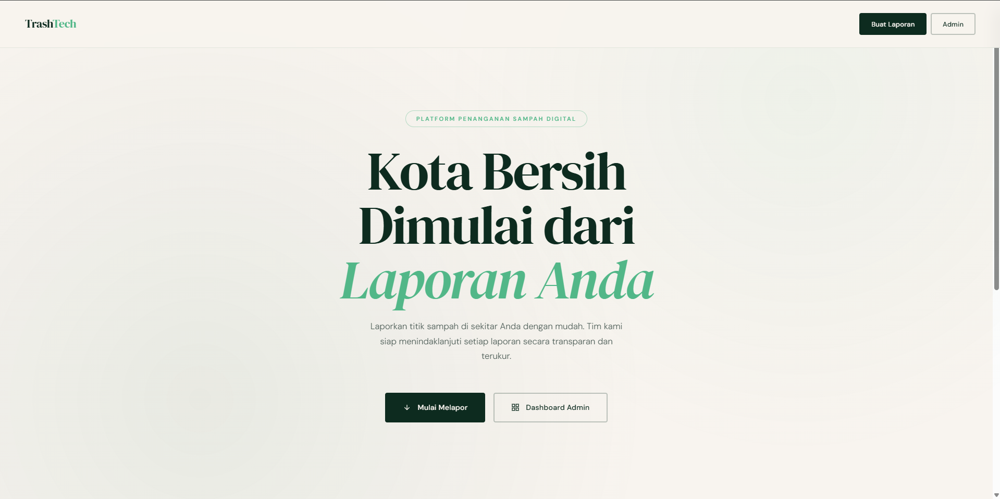 TrashTech
Buat Laporan
Admin
PLATFORM PENANGANAN SAMPAH DIGITAL
Kota Bersih
Dimulai dari
Laporan Anda
Laporkan titik sampah di sekitar Anda dengan mudah. Tim kami
siap menindaklanjuti setiap laporan secara transparan dan
terukur.
Mulai Melapor
Dashboard Admin